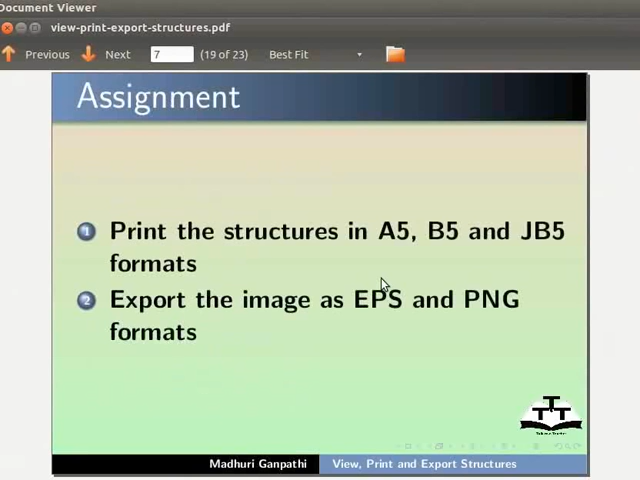 Document Viewer
view-print-export-structures.pdf
Previous Next 7 (19 of 23) Best Fit
Assignment
1 Print the structures in A5, B5 and JB5
formats
2 Export the image as EPS and PNG
formats
Madhuri Ganpathi View, Print and Export Structures